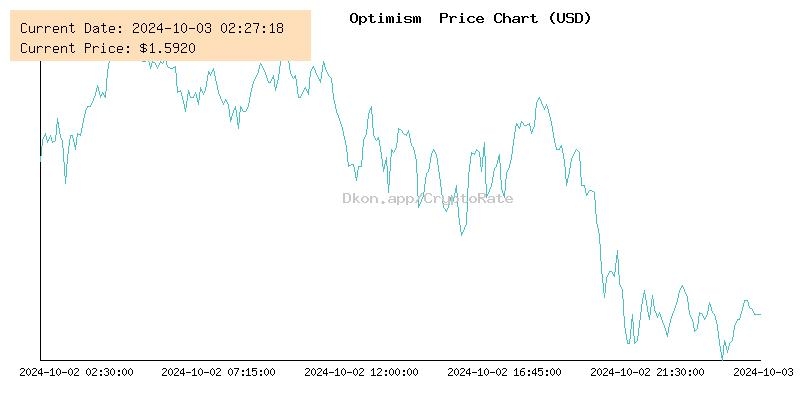 Optimism  Price Chart (USD)
Current Date: 2024-10-03 02:27:18
Current Price: $1.5920
Dkon.app/CryptoRate
2024-10-02 02:30:00 2024-10-02 07:15:00 2024-10-02 12:00:00 2024-10-02 16:45:00 2024-10-02 21:30:00 2024-10-03